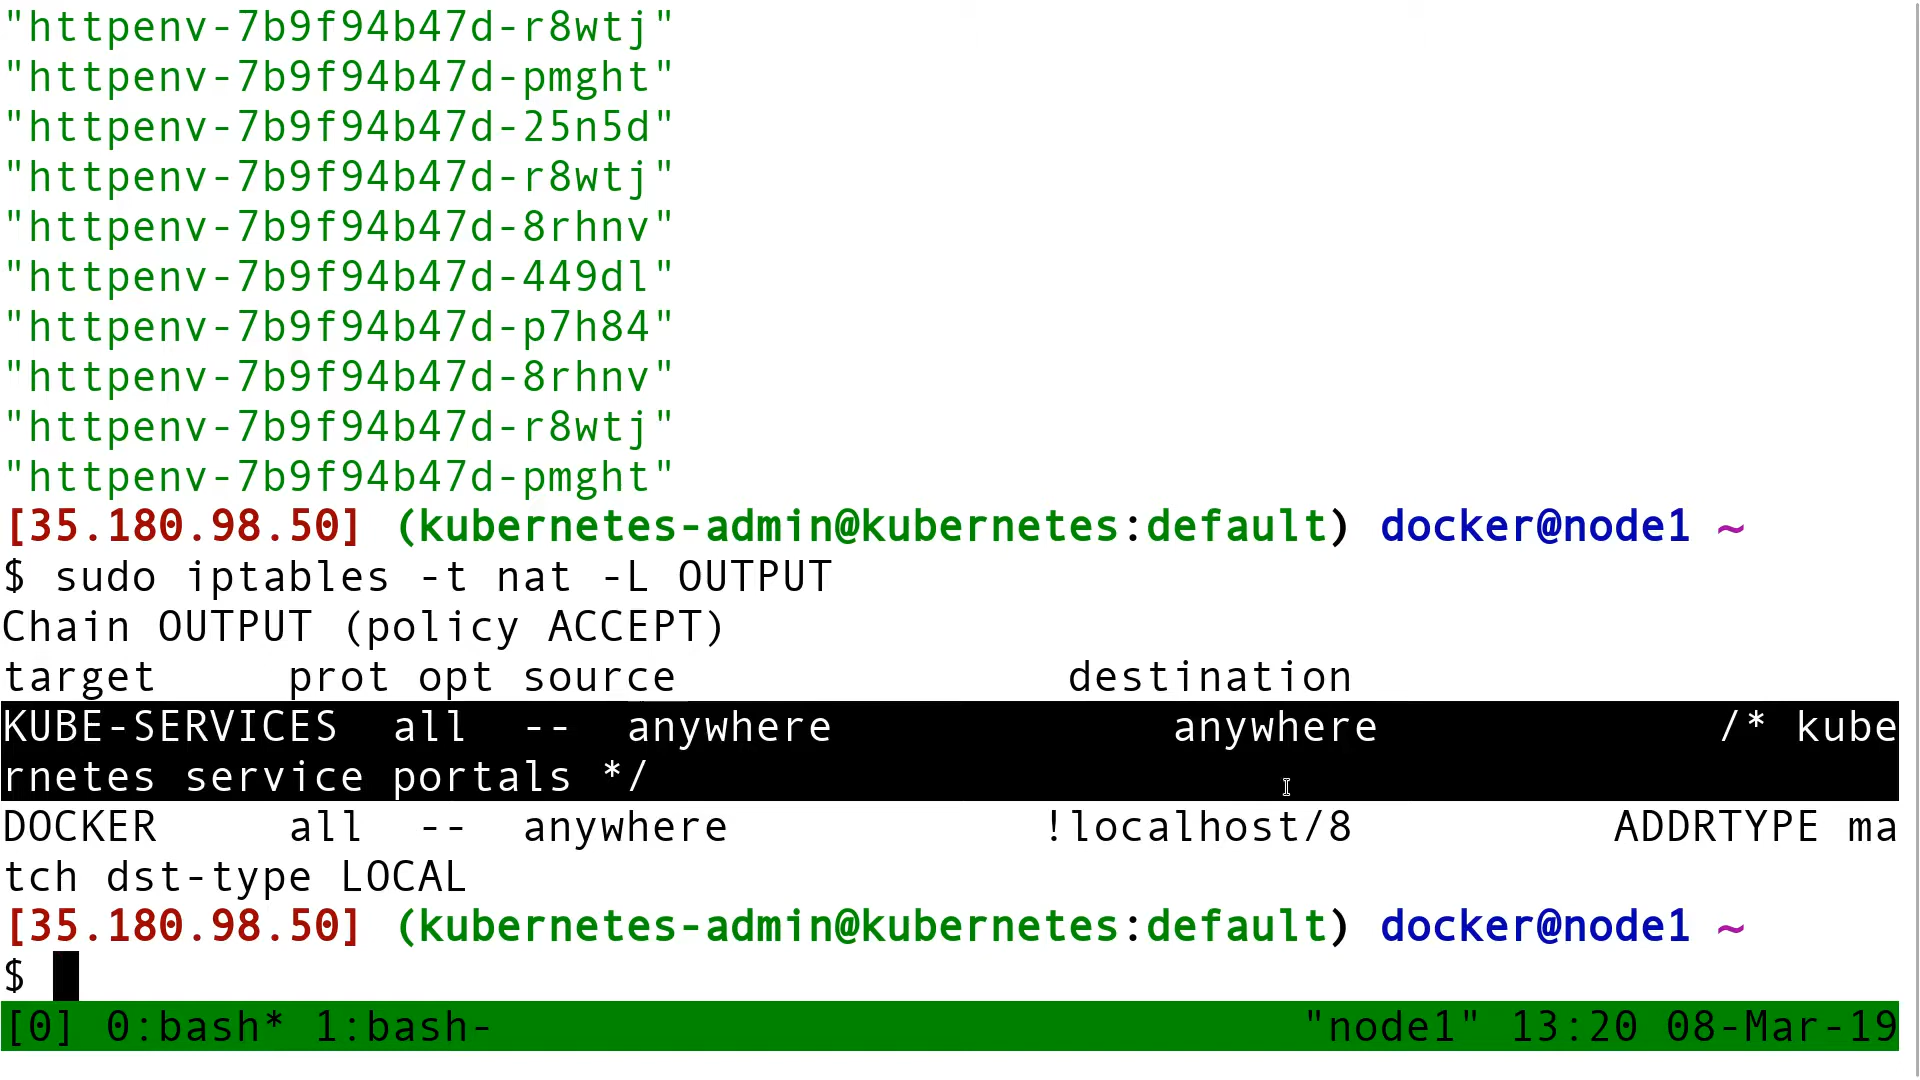 "httpenv-7b9f94b47d-r8wtj"
"httpenv-7b9f94b47d-pmght"
"httpenv-7b9f94b47d-25n5d"
"httpenv-7b9f94b47d-r8wtj"
"httpenv-7b9f94b47d-8rhnv"
"httpenv-7b9f94b47d-449dl"
"httpenv-7b9f94b47d-p7h84"
"httpenv-7b9f94b47d-8rhnv"
"httpenv-7b9f94b47d-r8wtj"
"httpenv-7b9f94b47d-pmght"
[35.180.98.50] (kubernetes-admin@kubernetes:default) docker@node1 ~
$ sudo iptables -t nat -L OUTPUT
Chain OUTPUT (policy ACCEPT)
target     prot opt source               destination
KUBE-SERVICES  all  --  anywhere             anywhere             /* kube
rnetes service portals */
DOCKER     all  --  anywhere            !localhost/8          ADDRTYPE ma
tch dst-type LOCAL
[35.180.98.50] (kubernetes-admin@kubernetes:default) docker@node1 ~
$
[0] 0:bash* 1:bash-                               "node1" 13:20 08-Mar-19